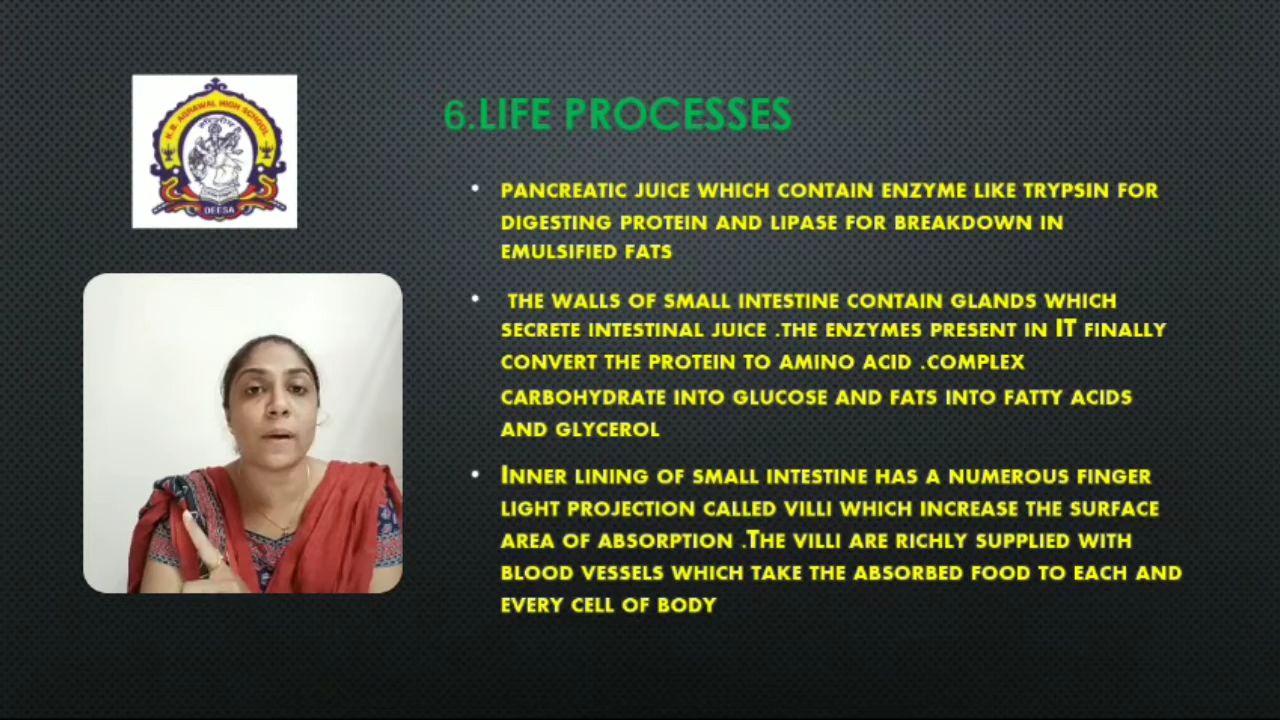 K.B. AGRAWAL HIGH SCHOOL
DEESA
6.LIFE PROCESSES
• PANCREATIC JUICE WHICH CONTAIN ENZYME LIKE TRYPSIN FOR
DIGESTING PROTEIN AND LIPASE FOR BREAKDOWN IN
EMULSIFIED FATS
• THE WALLS OF SMALL INTESTINE CONTAIN GLANDS WHICH
SECRETE INTESTINAL JUICE .THE ENZYMES PRESENT IN IT FINALLY
CONVERT THE PROTEIN TO AMINO ACID .COMPLEX
CARBOHYDRATE INTO GLUCOSE AND FATS INTO FATTY ACIDS
AND GLYCEROL
• INNER LINING OF SMALL INTESTINE HAS A NUMEROUS FINGER
LIGHT PROJECTION CALLED VILLI WHICH INCREASE THE SURFACE
AREA OF ABSORPTION .THE VILLI ARE RICHLY SUPPLIED WITH
BLOOD VESSELS WHICH TAKE THE ABSORBED FOOD TO EACH AND
EVERY CELL OF BODY